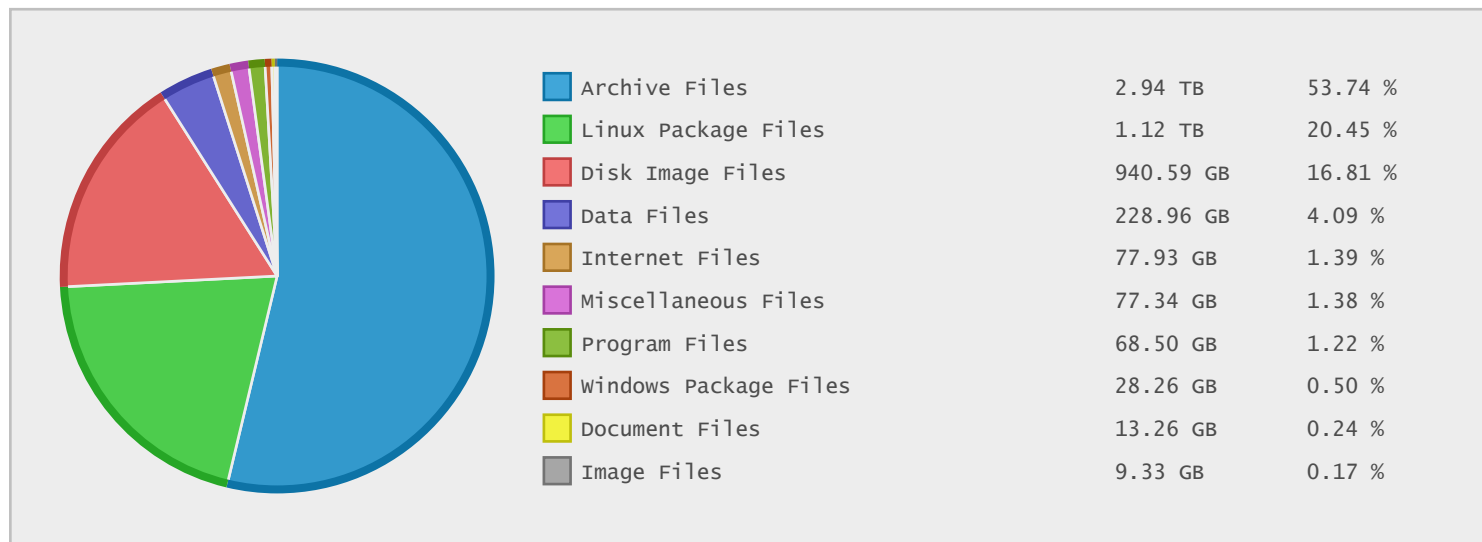 Archive Files 2.94 TB 53.74 %
Linux Package Files 1.12 TB 20.45 %
Disk Image Files 940.59 GB 16.81 %
Data Files 228.96 GB 4.09 %
Internet Files 77.93 GB 1.39 %
Miscellaneous Files 77.34 GB 1.38 %
Program Files 68.50 GB 1.22 %
Windows Package Files 28.26 GB 0.50 %
Document Files 13.26 GB 0.24 %
Image Files 9.33 GB 0.17 %